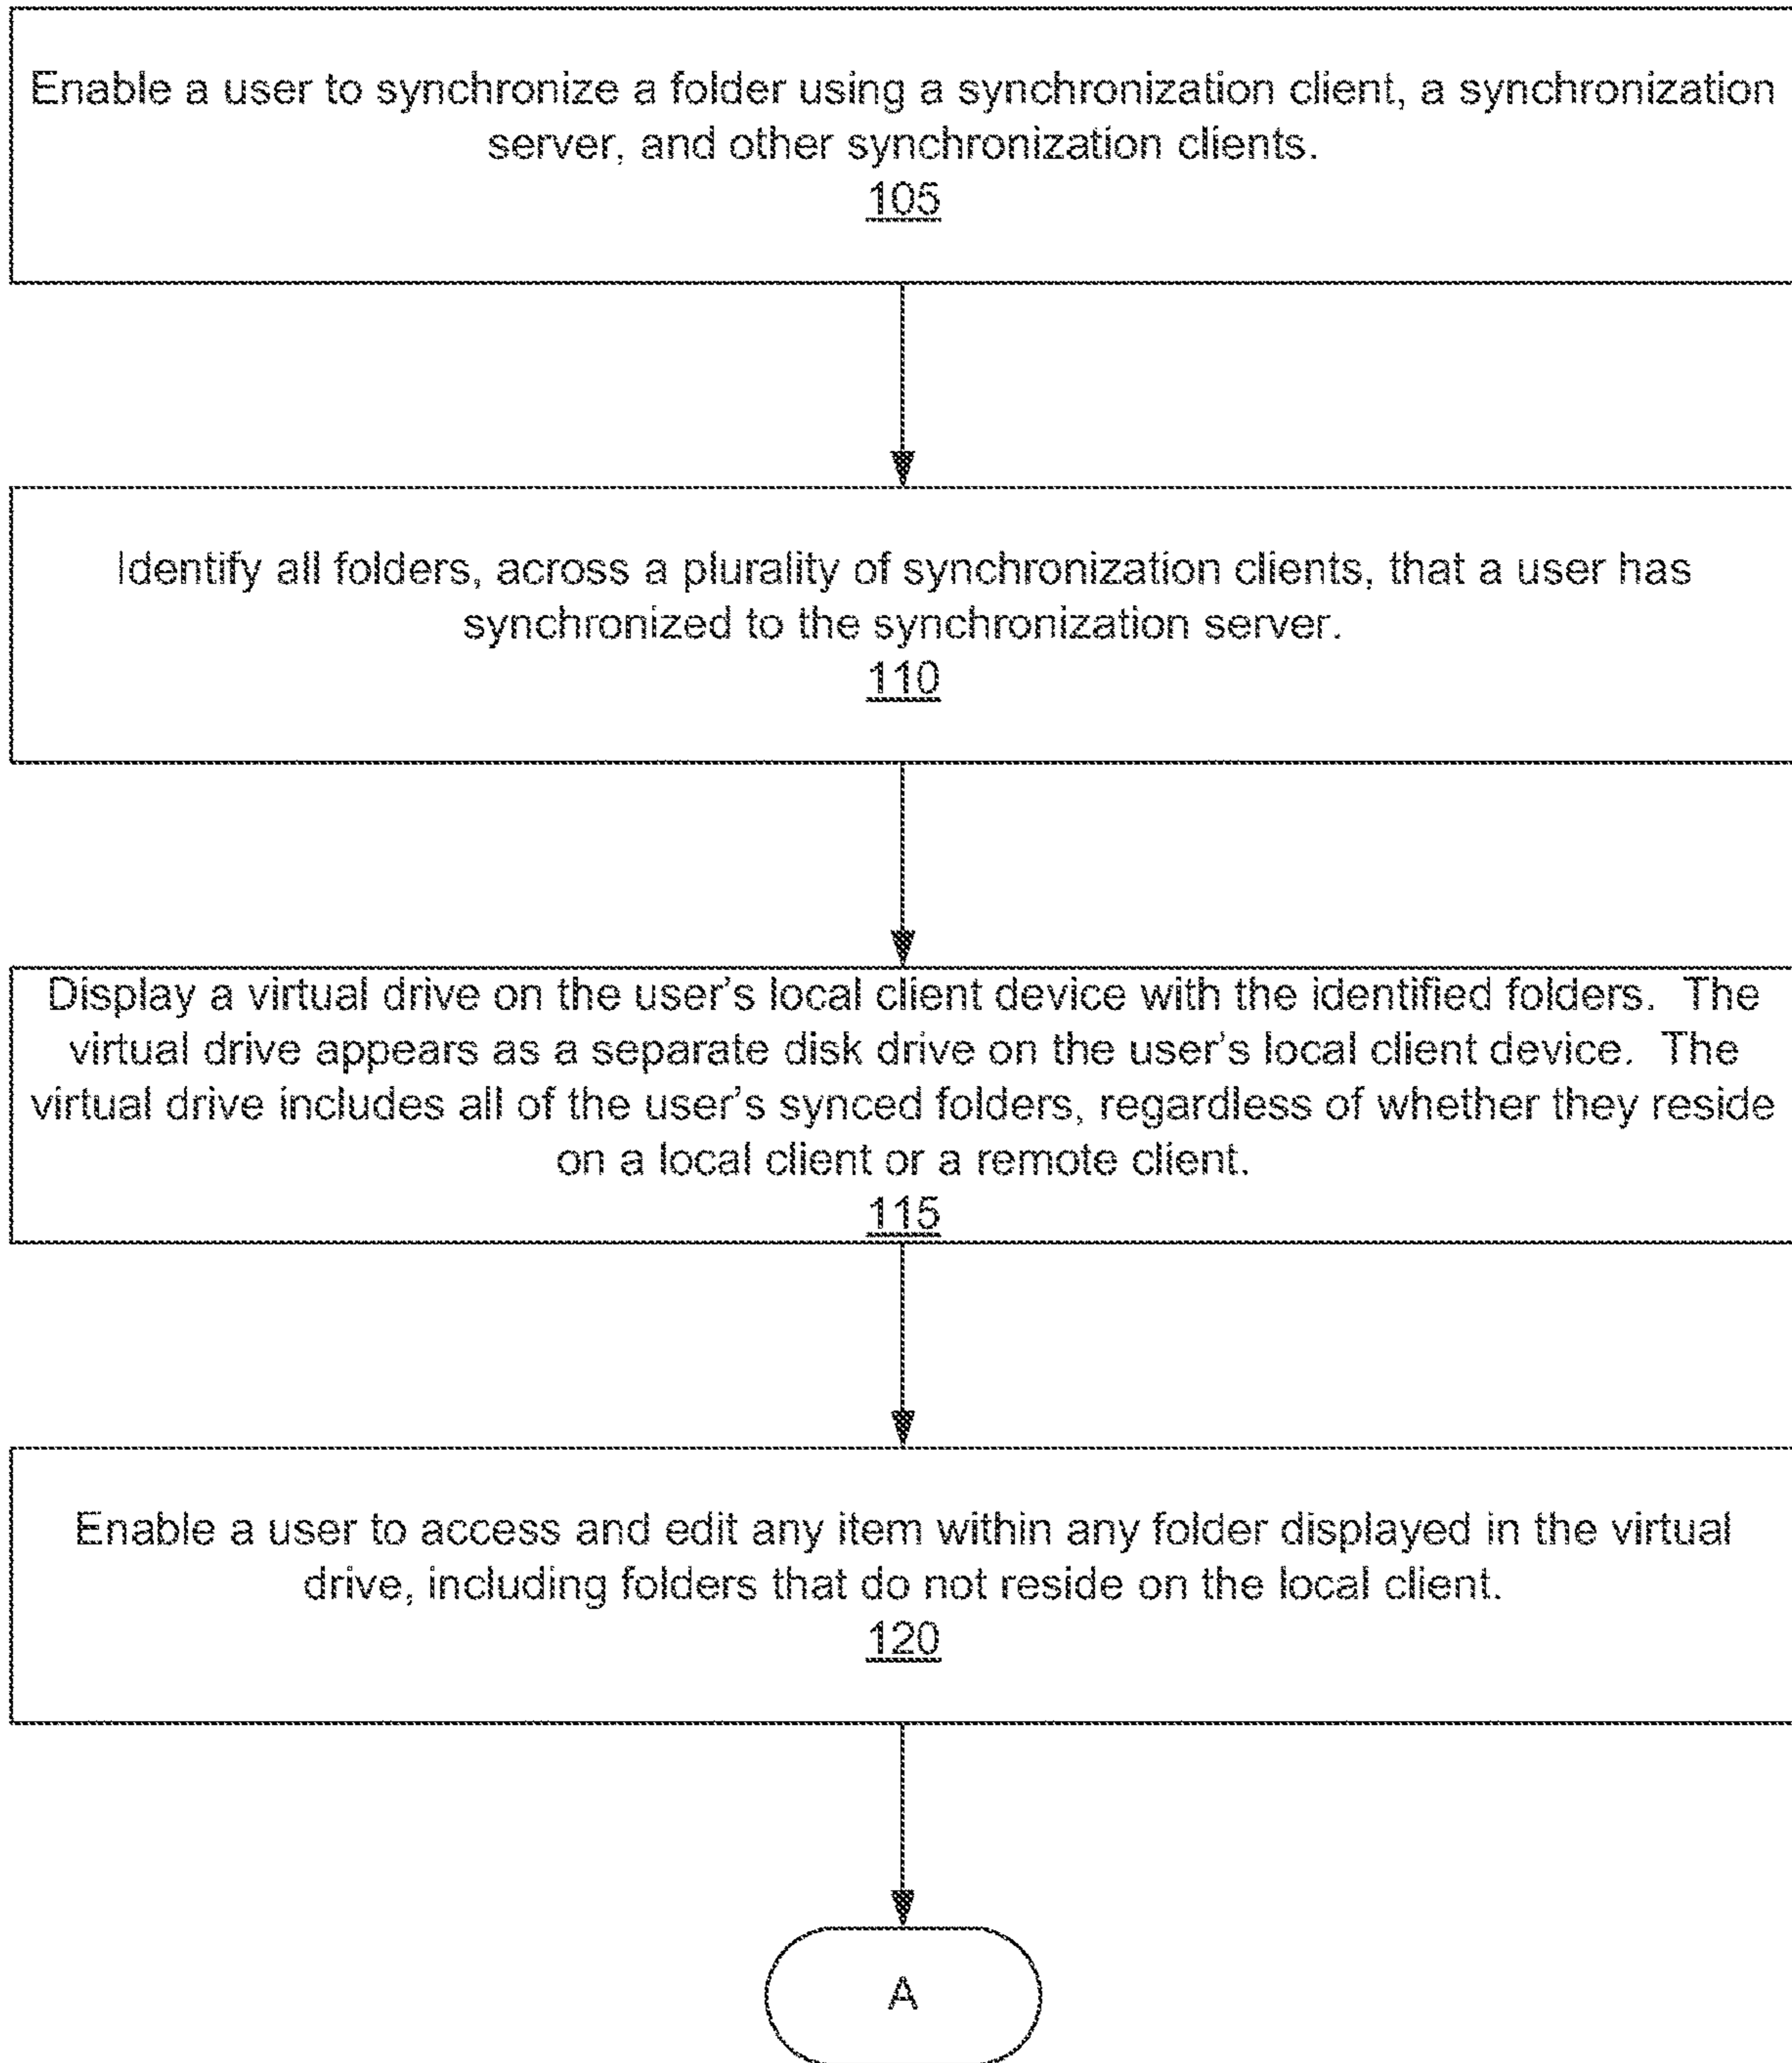 Enable a user to synchronize a folder using a synchronization client, a synchronization
server, and other synchronization clients.
105
Identify all folders, across a plurality of synchronization clients, that a user has
synchronized to the synchronization server.
110
Display a virtual drive on the user's local client device with the identified folders. The
virtual drive appears as a separate disk drive on the user's local client device. The
virtual drive includes all of the user's synced folders, regardless of whether they reside
on a local client or a remote client.
115
Enable a user to access and edit any item within any folder displayed in the virtual
drive, including folders that do not reside on the local client.
120
A